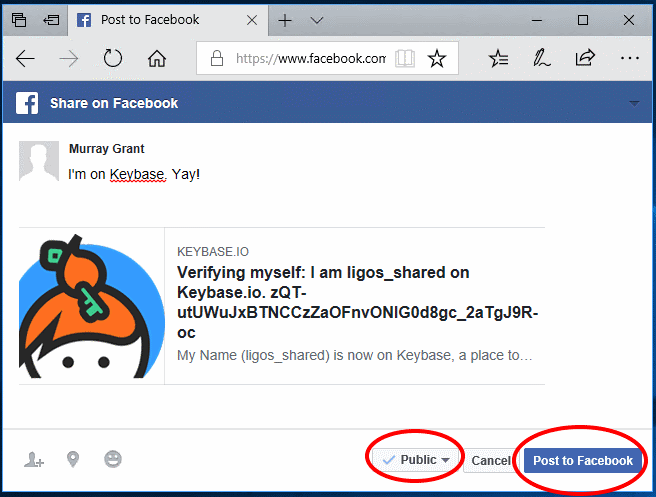 Post to Facebook
https://www.facebook.com
Share on Facebook
Murray Grant
I'm on Keybase. Yay!
KEYBASE.IO
Verifying myself: I am ligos_shared on
Keybase.io. zQT-
utUWuJxBTNCCzZaOFnvONIG0d8gc_2aTgJ9R-
oc
My Name (ligos_shared) is now on Keybase, a place to…
Public
Cancel
Post to Facebook